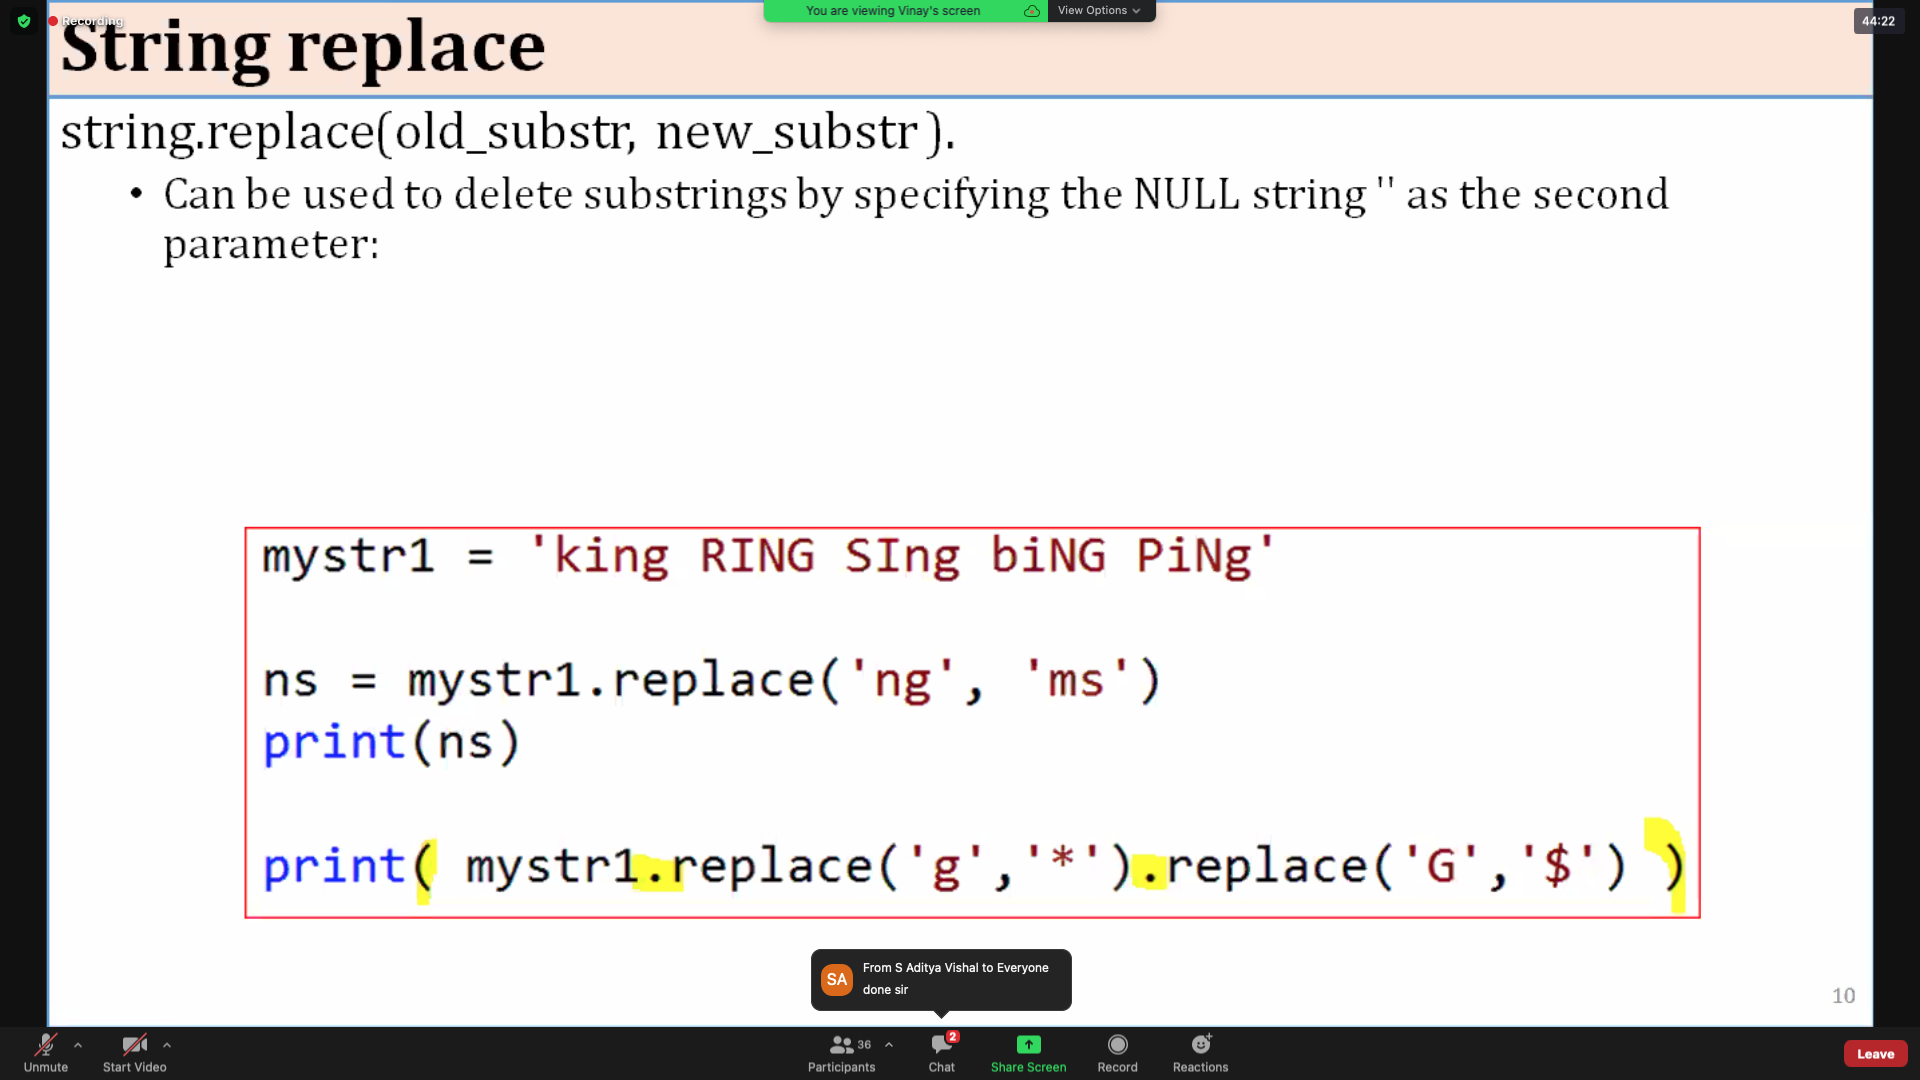 Recording
You are viewing Vinay's screen
View Options
44:22
String replace
string.replace(old_substr, new_substr ).
• Can be used to delete substrings by specifying the NULL string '' as the second
parameter:
mystr1 = 'king RING SIng biNG PiNg'
ns = mystr1.replace('ng', 'ms')
print(ns)
print( mystr1.replace('g','*').replace('G','$') )
SA
From S Aditya Vishal to Everyone
done sir
10
Unmute
Start Video
36
Participants
2
Chat
Share Screen
Record
Reactions
Leave